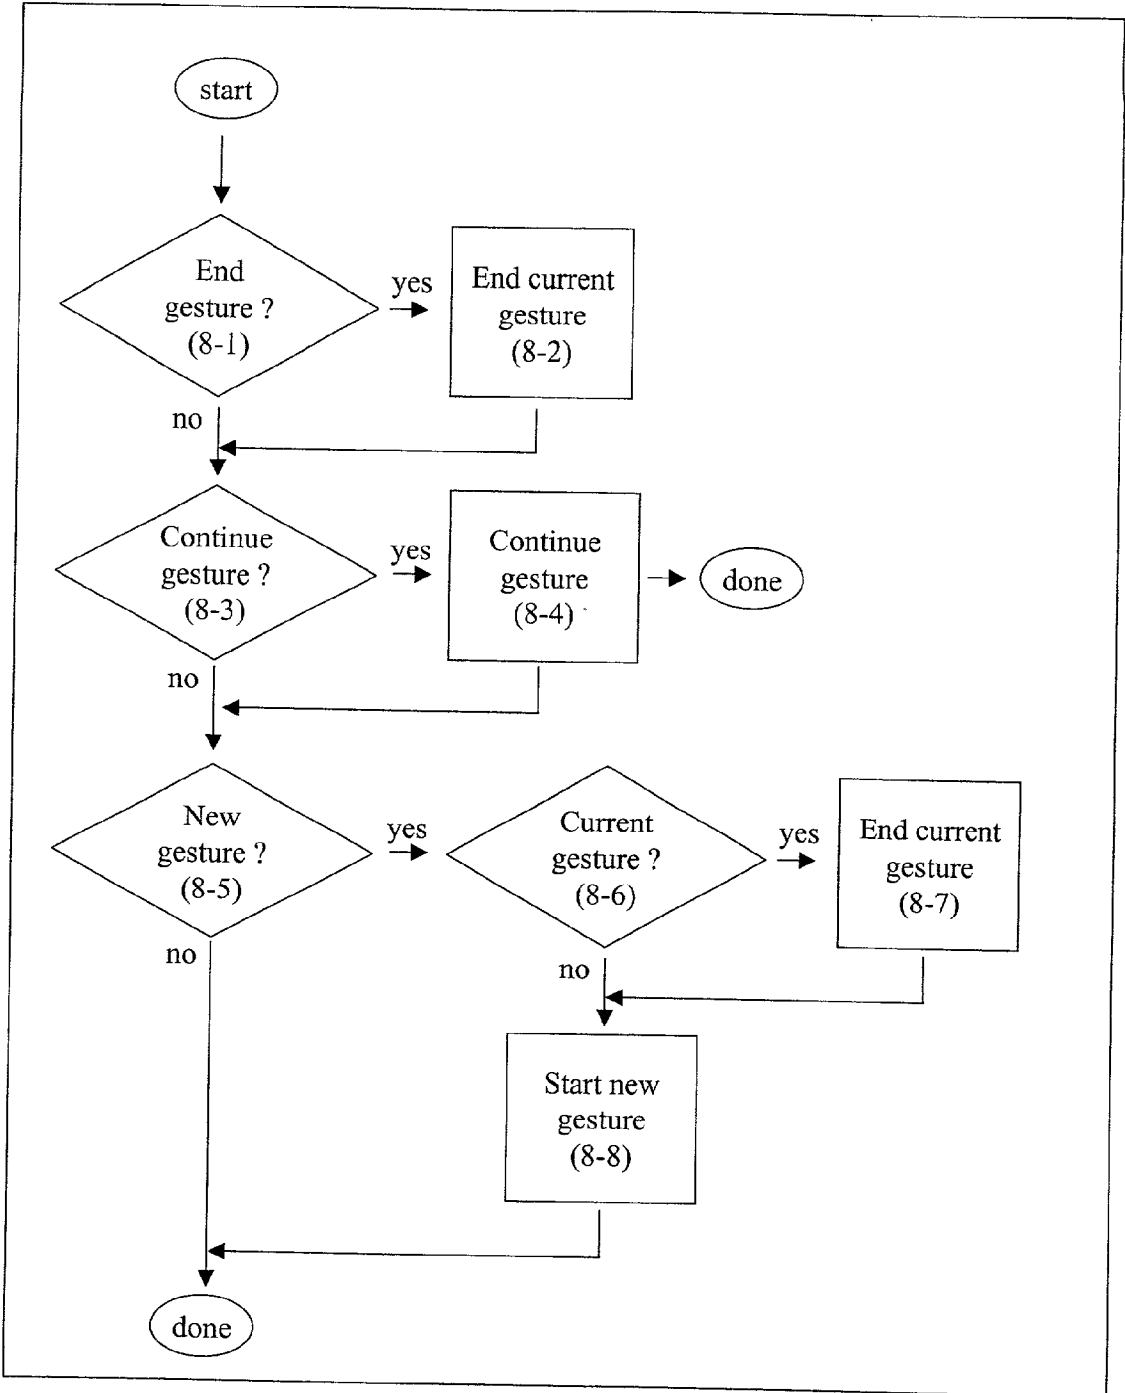 start
End
gesture ?
(8-1)
yes
End current
gesture
(8-2)
no
Continue
gesture ?
(8-3)
yes
Continue
gesture
(8-4)
done
no
New
gesture ?
(8-5)
yes
Current
gesture ?
(8-6)
yes
End current
gesture
(8-7)
no
no
Start new
gesture
(8-8)
done